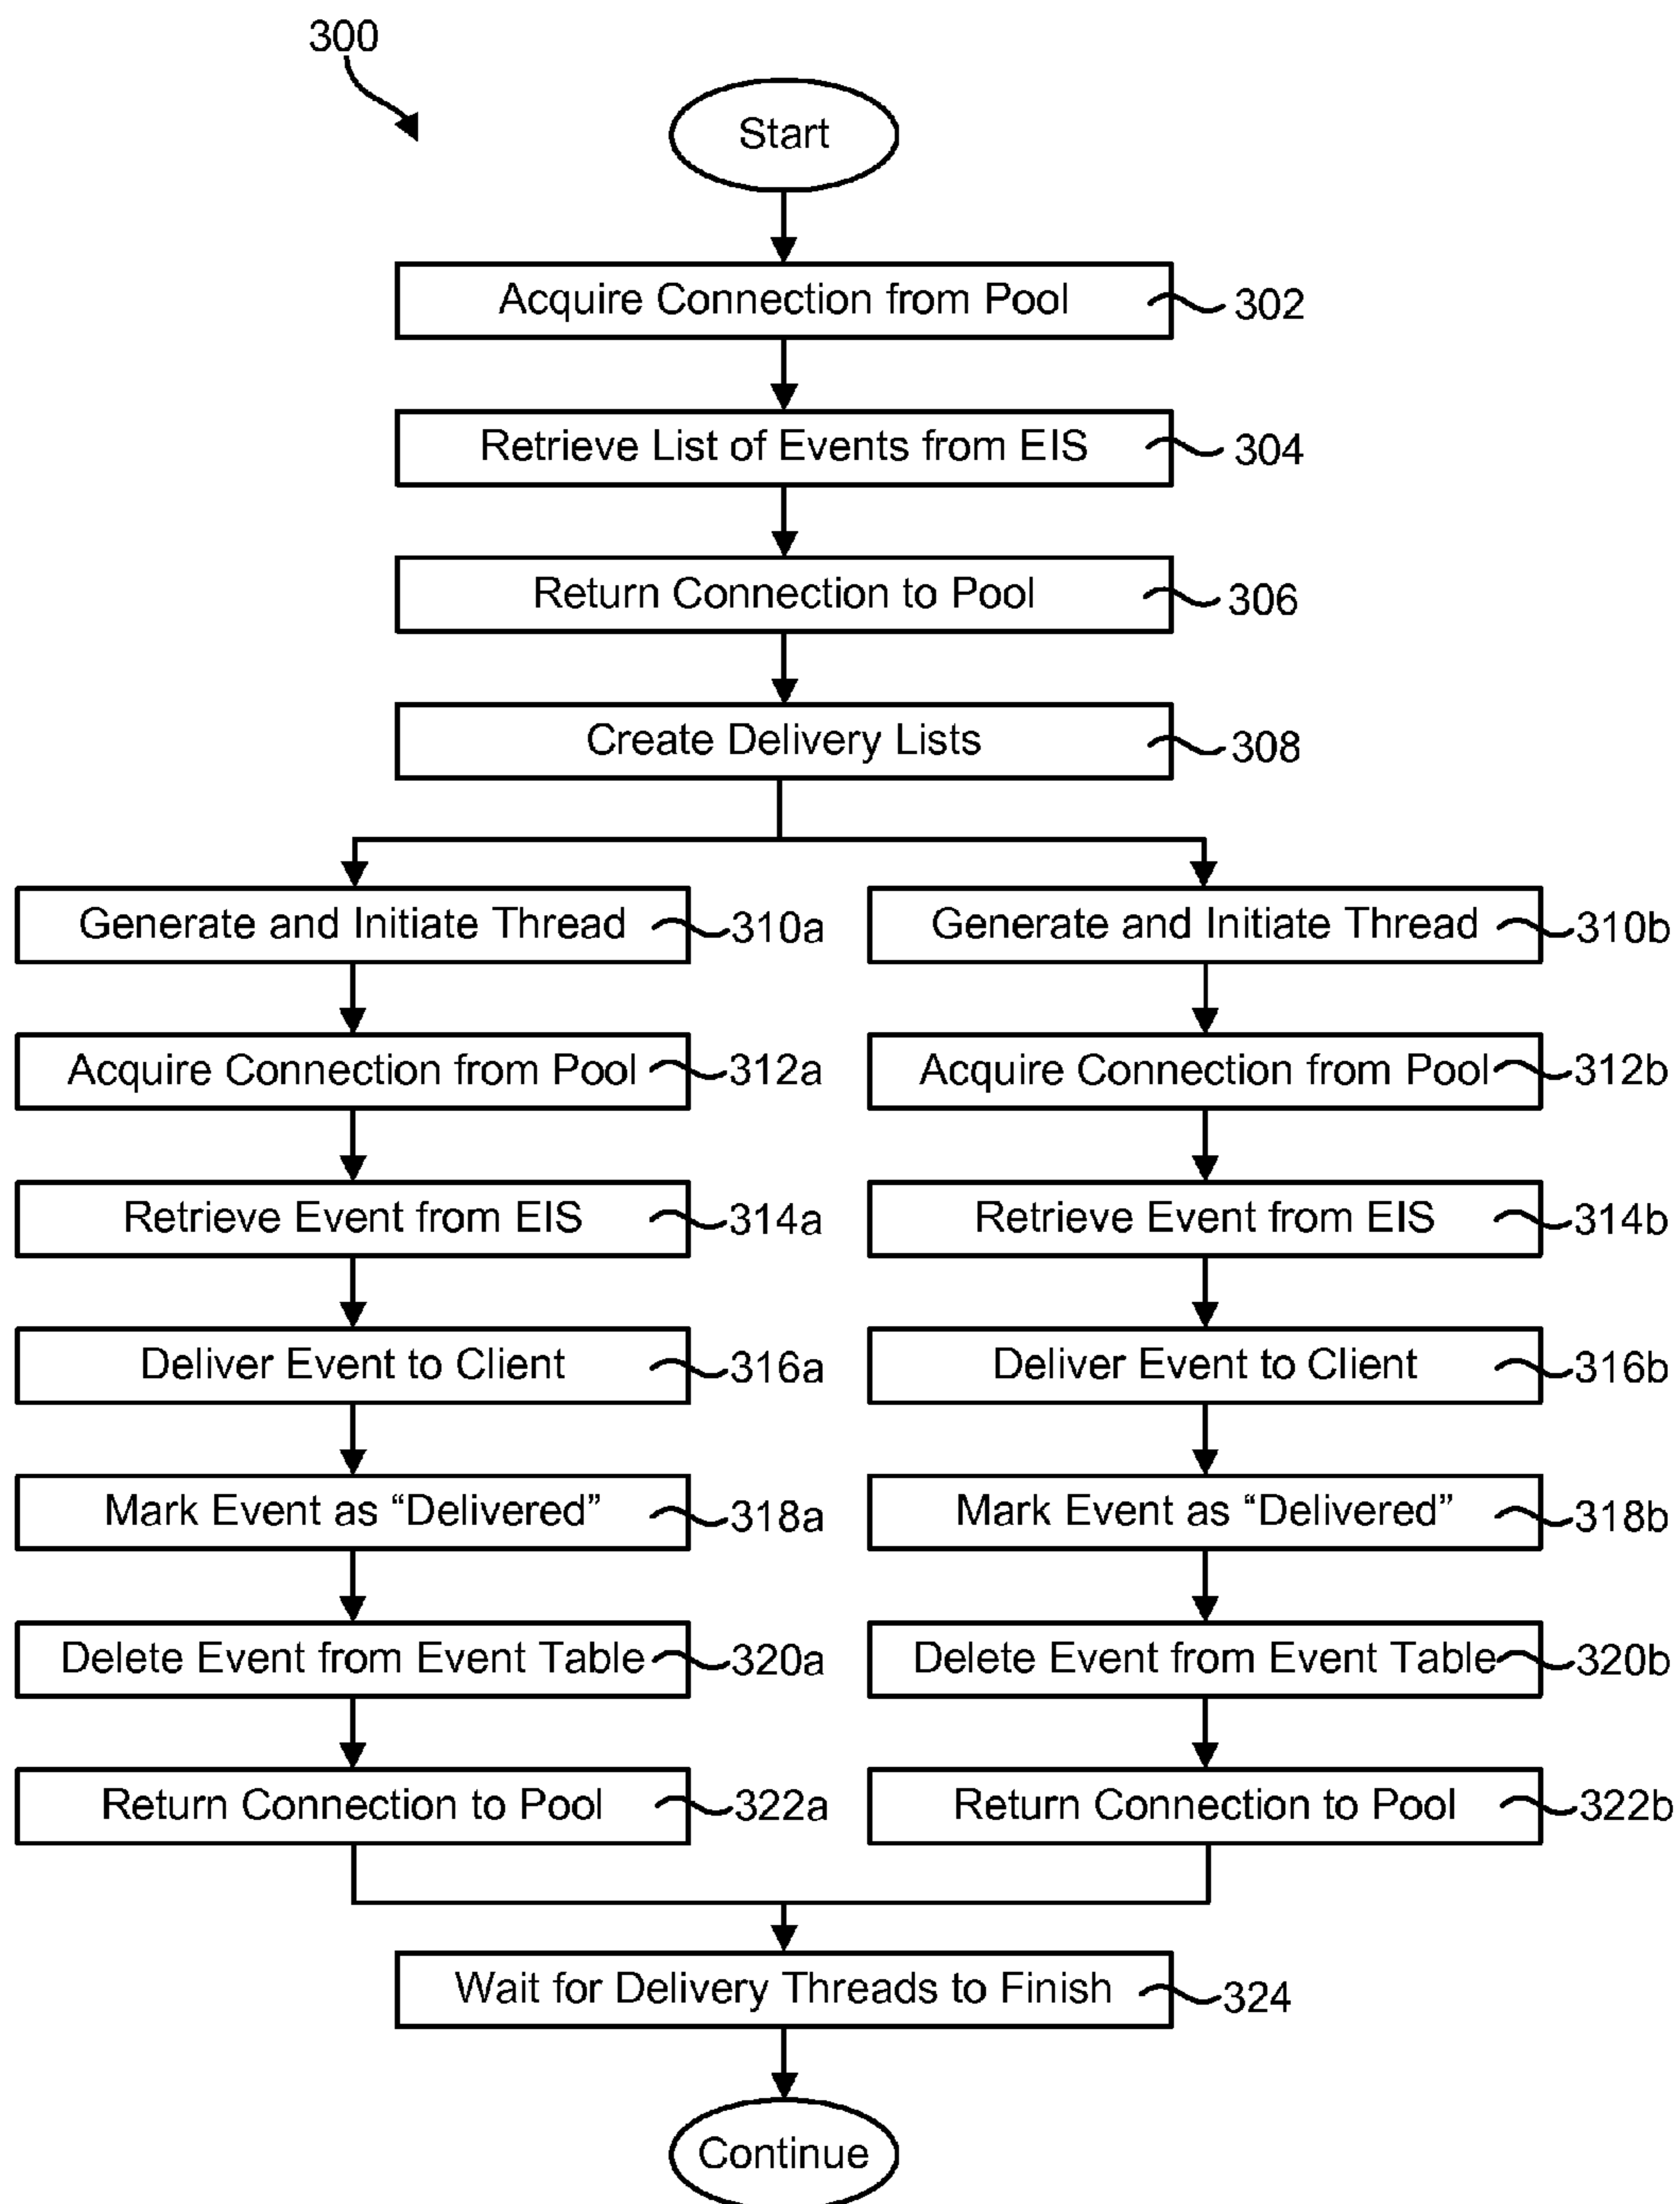 300
Start
Acquire Connection from Pool
302
Retrieve List of Events from EIS
304
Return Connection to Pool
306
Create Delivery Lists
308
Generate and Initiate Thread
310a
Generate and Initiate Thread
310b
Acquire Connection from Pool
312a
Acquire Connection from Pool
312b
Retrieve Event from EIS
314a
Retrieve Event from EIS
314b
Deliver Event to Client
316a
Deliver Event to Client
316b
Mark Event as “Delivered”
318a
Mark Event as “Delivered”
318b
Delete Event from Event Table
320a
Delete Event from Event Table
320b
Return Connection to Pool
322a
Return Connection to Pool
322b
Wait for Delivery Threads to Finish
324
Continue